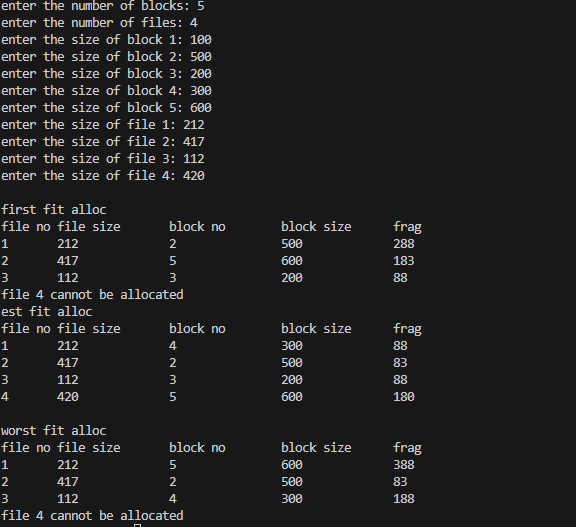 enter the number of blocks: 5
enter the number of files: 4
enter the size of block 1: 100
enter the size of block 2: 500
enter the size of block 3: 200
enter the size of block 4: 300
enter the size of block 5: 600
enter the size of file 1: 212
enter the size of file 2: 417
enter the size of file 3: 112
enter the size of file 4: 420
first fit alloc
file no file size block no block size frag
1 212 2 500 288
2 417 5 600 183
3 112 3 200 88
file 4 cannot be allocated
est fit alloc
file no file size block no block size frag
1 212 4 300 88
2 417 2 500 83
3 112 3 200 88
4 420 5 600 180
worst fit alloc
file no file size block no block size frag
1 212 5 600 388
2 417 2 500 83
3 112 4 300 188
file 4 cannot be allocated